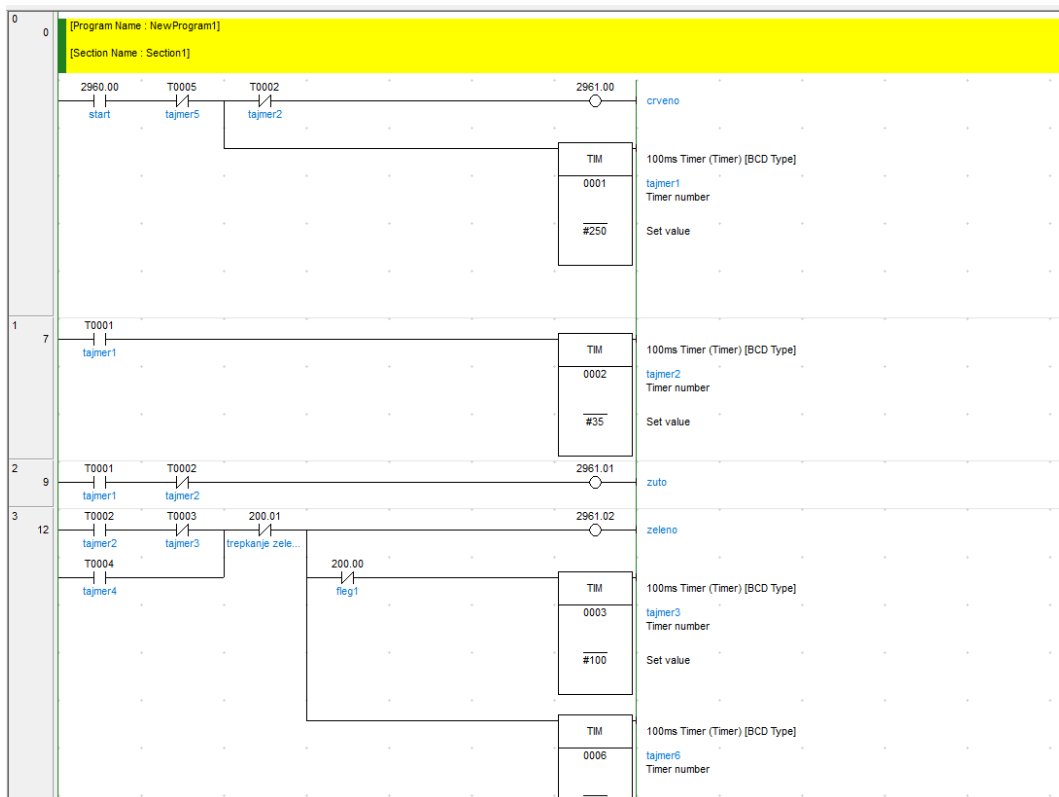 0
0
[Program Name : NewProgram1]
[Section Name : Section1]
2960.00 T0005 T0002 2961.00
start tajmer5 tajmer2 crveno
TIM 100ms Timer (Timer) [BCD Type]
0001 tajmer1
Timer number
#250 Set value
1
7
T0001
tajmer1
TIM 100ms Timer (Timer) [BCD Type]
0002 tajmer2
Timer number
#35 Set value
2
9
T0001 T0002 2961.01
tajmer1 tajmer2 zuto
3
12
T0002 T0003 200.01 2961.02
tajmer2 tajmer3 trepkanje zele... zeleno
T0004 200.00
tajmer4 fleg1
TIM 100ms Timer (Timer) [BCD Type]
0003 tajmer3
Timer number
#100 Set value
TIM 100ms Timer (Timer) [BCD Type]
0006 tajmer6
Timer number